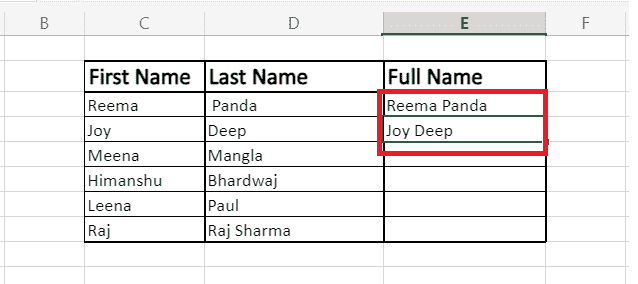 B C D E F
First Name Last Name Full Name
Reema Panda Reema Panda
Joy Deep Joy Deep
Meena Mangla
Himanshu Bhardwaj
Leena Paul
Raj Raj Sharma